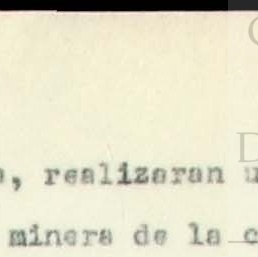 , realizaran
minera de la